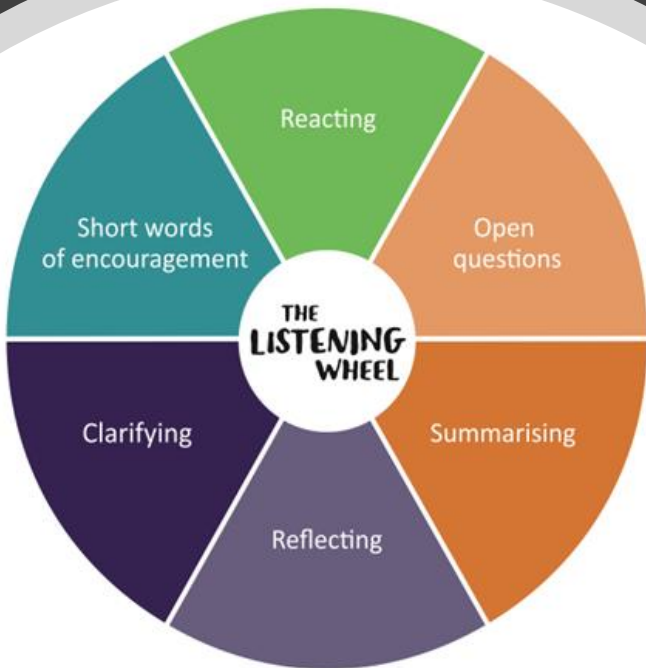 Reacting
Open
questions
Summarising
Reflecting
Clarifying
Short words
of encouragement
THE
LISTENING
WHEEL